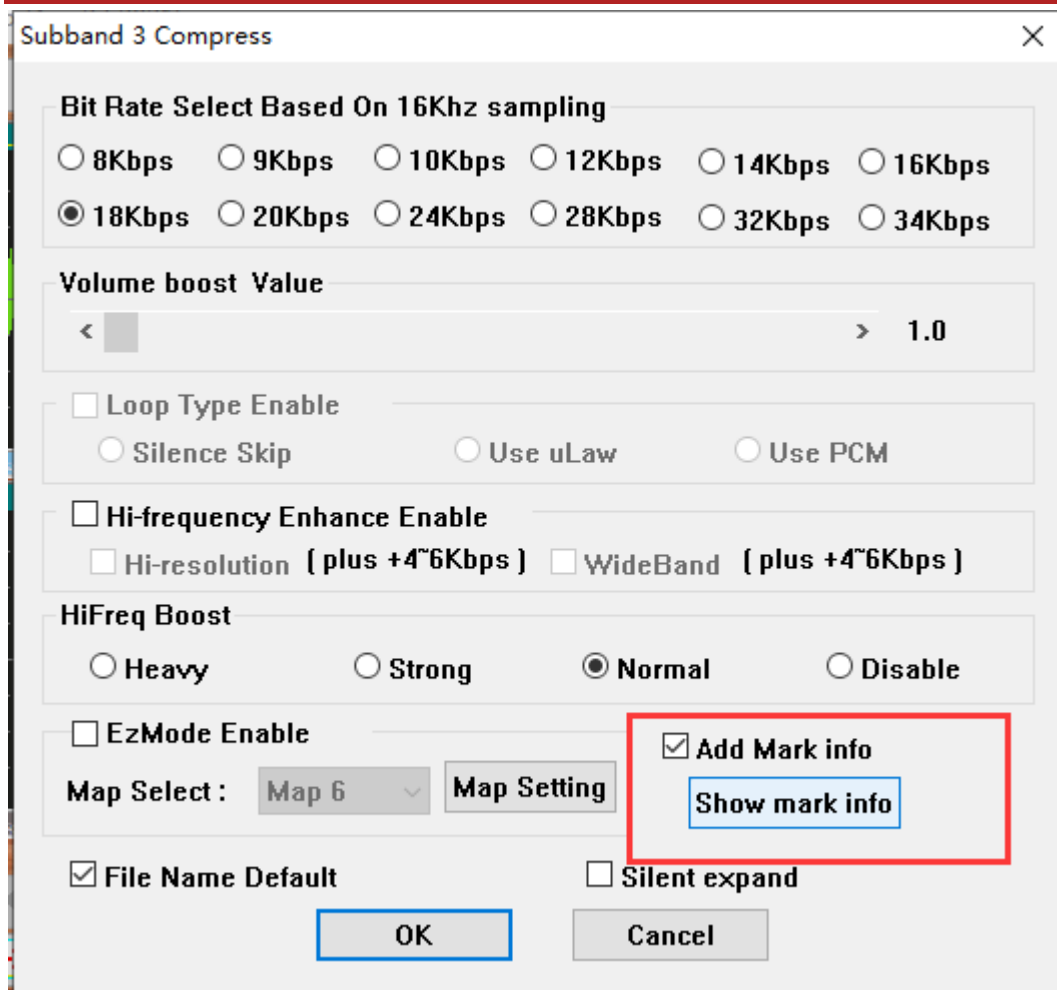 Subband 3 Compress
Bit Rate Select Based On 16Khz sampling
8Kbps 9Kbps 10Kbps 12Kbps 14Kbps 16Kbps
18Kbps 20Kbps 24Kbps 28Kbps 32Kbps 34Kbps
Volume boost Value
< > 1.0
Loop Type Enable
Silence Skip Use uLaw Use PCM
Hi-frequency Enhance Enable
Hi-resolution (plus +4~6Kbps) WideBand (plus +4~6Kbps)
HiFreq Boost
Heavy Strong Normal Disable
EzMode Enable
Add Mark info
Map Select : Map 6 Map Setting Show mark info
File Name Default Silent expand
OK Cancel